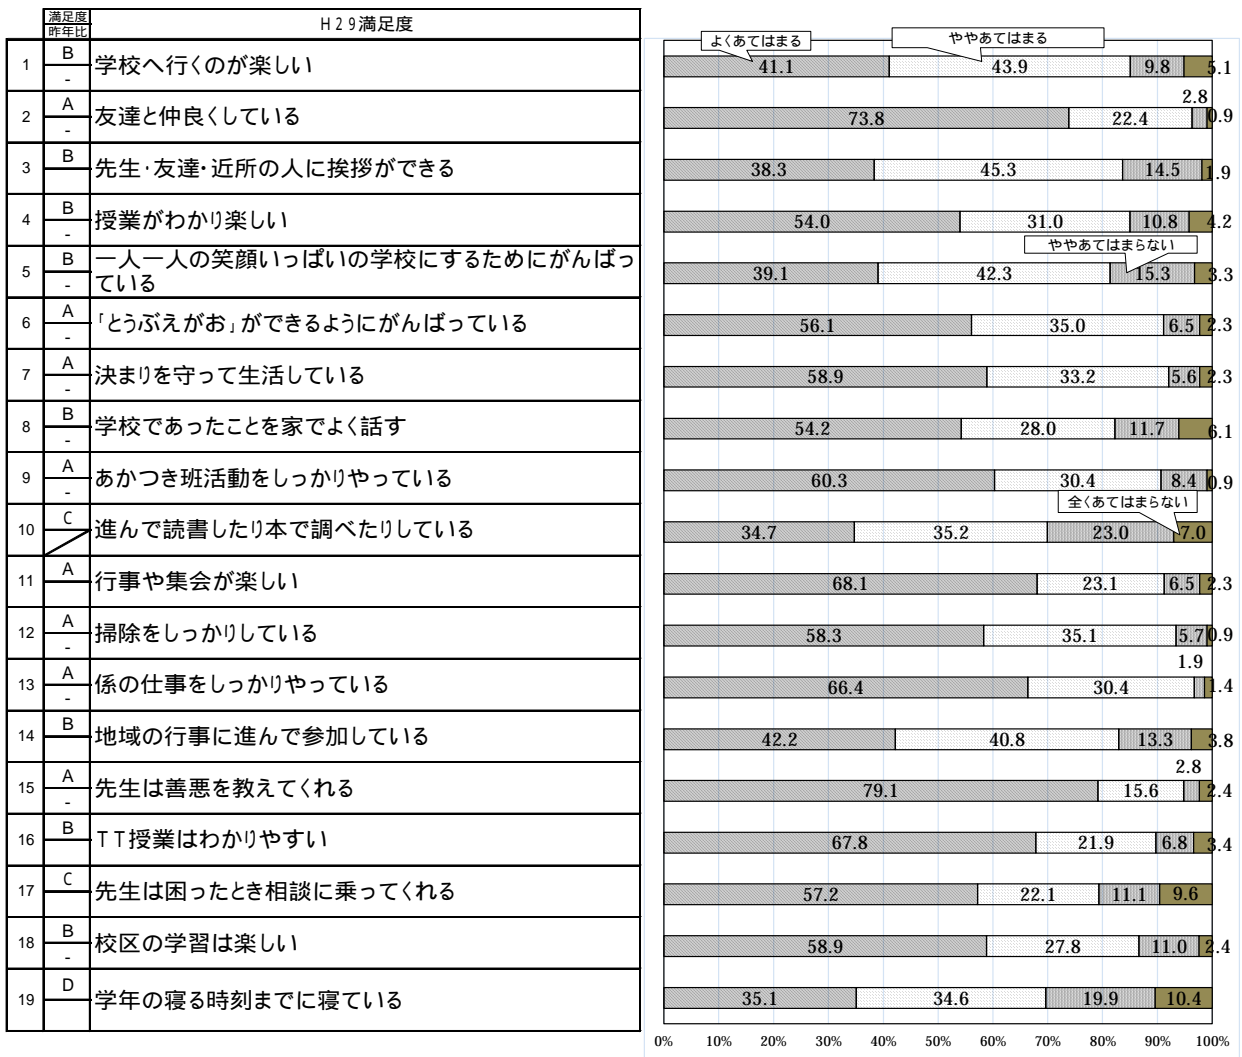 満足度
昨年比
H29満足度
よくあてはまる
ややあてはまる
1
B
-
学校へ行くのが楽しい
41.1
43.9
9.8
5.1
2
A
-
友達と仲良くしている
73.8
22.4
2.8
0.9
3
B
先生・友達・近所の人に挨拶ができる
38.3
45.3
14.5
1.9
4
B
-
授業がわかり楽しい
54.0
31.0
10.8
4.2
ややあてはまらない
5
B
-
一人一人の笑顔いっぱいの学校にするためにがんばっ
ている
39.1
42.3
15.3
3.3
6
A
-
「とうぶえがお」ができるようにがんばっている
56.1
35.0
6.5
2.3
7
A
-
決まりを守って生活している
58.9
33.2
5.6
2.3
8
B
-
学校であったことを家でよく話す
54.2
28.0
11.7
6.1
9
A
-
あかつき班活動をしっかりやっている
60.3
30.4
8.4
0.9
全くあてはまらない
10
C
進んで読書したり本で調べたりしている
34.7
35.2
23.0
7.0
11
A
行事や集会が楽しい
68.1
23.1
6.5
2.3
12
A
-
掃除をしっかりしている
58.3
35.1
5.7
0.9
13
A
-
係の仕事をしっかりやっている
66.4
30.4
1.9
1.4
14
B
地域の行事に進んで参加している
42.2
40.8
13.3
3.8
15
A
-
先生は善悪を教えてくれる
79.1
15.6
2.8
2.4
16
B
TT授業はわかりやすい
67.8
21.9
6.8
3.4
17
C
先生は困ったとき相談に乗ってくれる
57.2
22.1
11.1
9.6
18
B
-
校区の学習は楽しい
58.9
27.8
11.0
2.4
19
D
学年の寝る時刻までに寝ている
35.1
34.6
19.9
10.4
0% 10% 20% 30% 40% 50% 60% 70% 80% 90% 100%